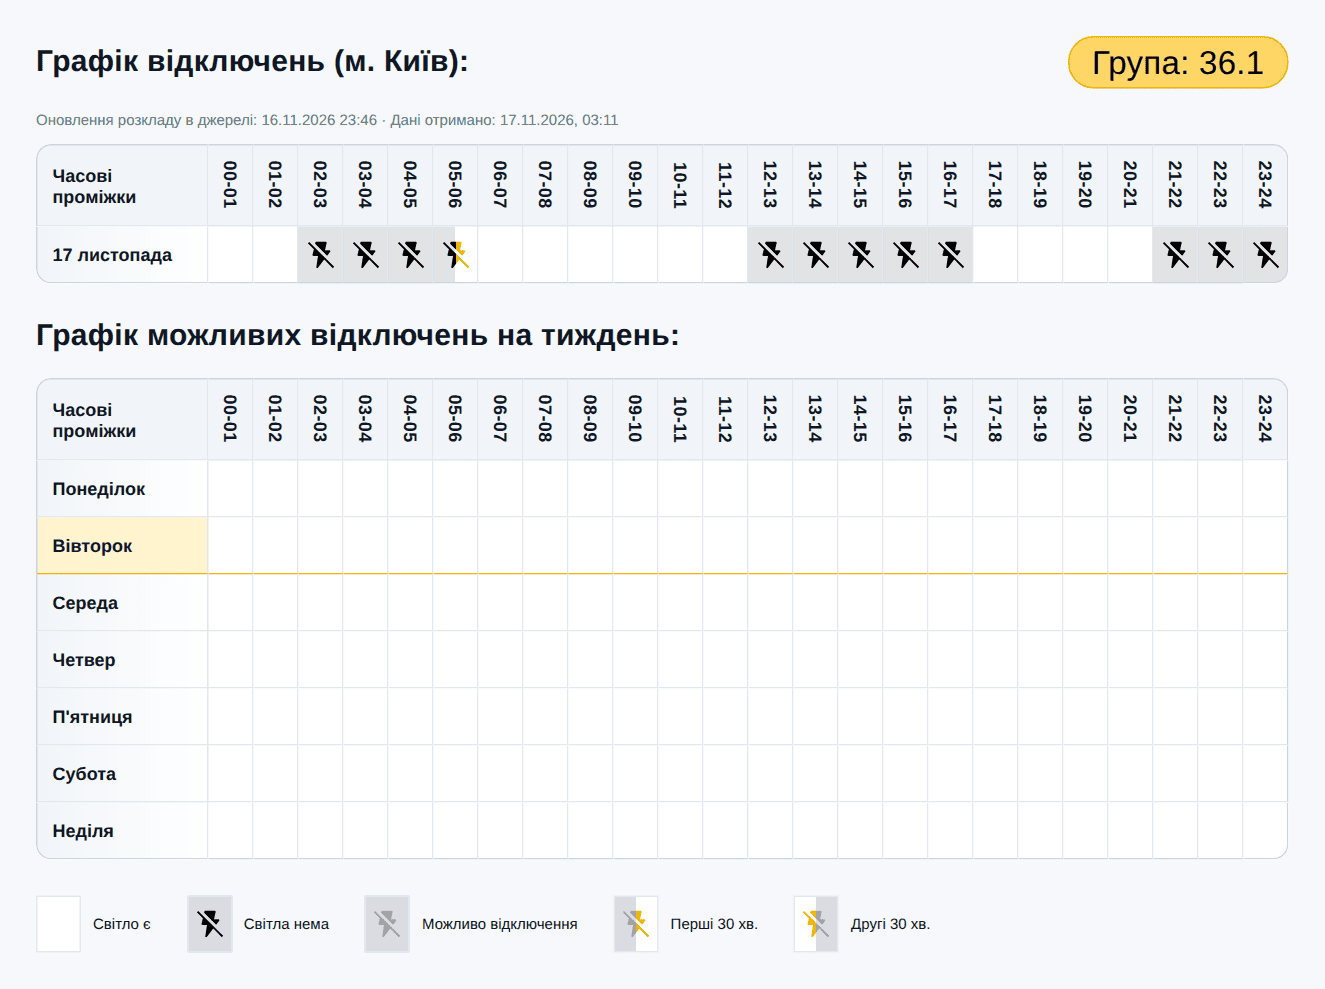 Графік відключень (м. Київ):
Група: 36.1
Оновлення розкладу в джерелі: 16.11.2026 23:46 · Дані отримано: 17.11.2026, 03:11
Часові
проміжки
00-01 01-02 02-03 03-04 04-05 05-06 06-07 07-08 08-09 09-10 10-11 11-12 12-13 13-14 14-15 15-16 16-17 17-18 18-19 19-20 20-21 21-22 22-23 23-24
17 листопада
Графік можливих відключень на тиждень:
Часові
проміжки
00-01 01-02 02-03 03-04 04-05 05-06 06-07 07-08 08-09 09-10 10-11 11-12 12-13 13-14 14-15 15-16 16-17 17-18 18-19 19-20 20-21 21-22 22-23 23-24
Понеділок
Вівторок
Середа
Четвер
П'ятниця
Субота
Неділя
Світло є Світла нема Можливо відключення Перші 30 хв. Другі 30 хв.